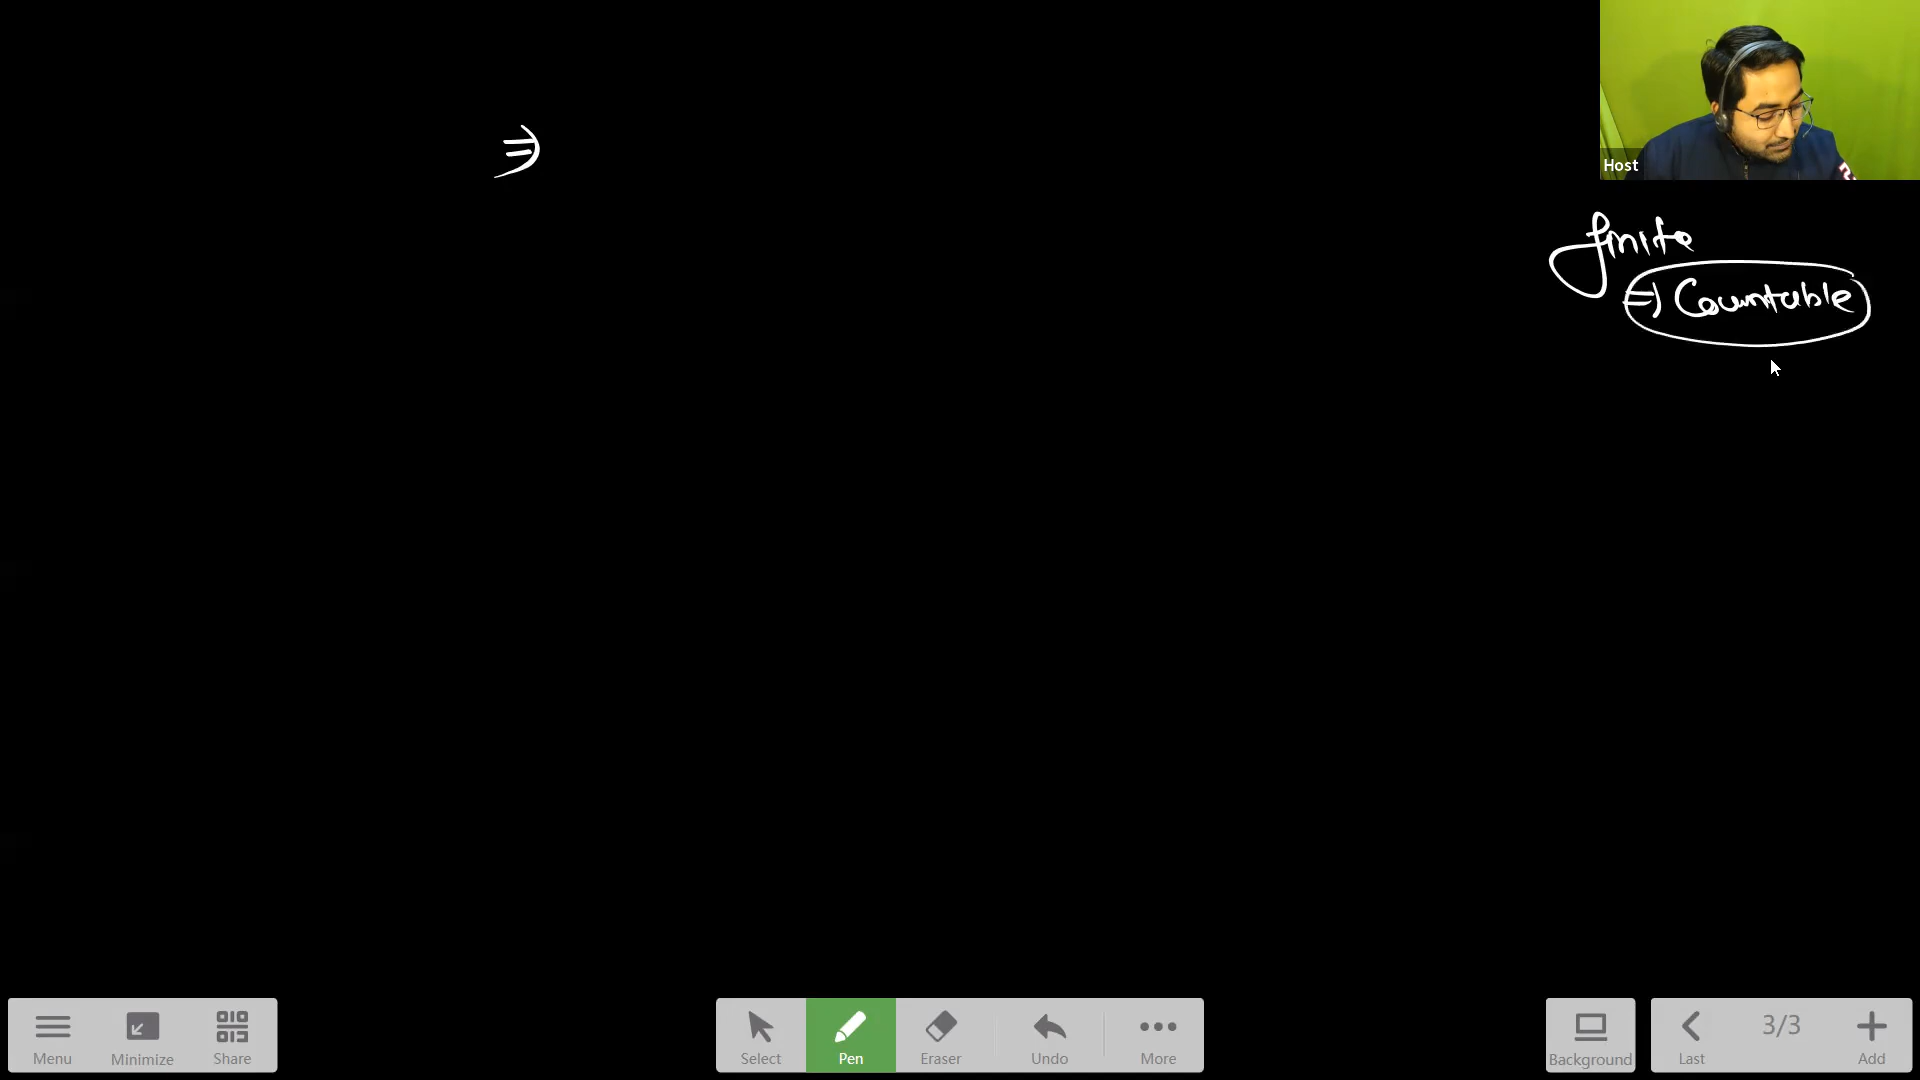 ⇒
Host
finite
⇒ Countable
Menu
Minimize
Share
Select
Pen
Eraser
Undo
More
Background
Last
3/3
Add